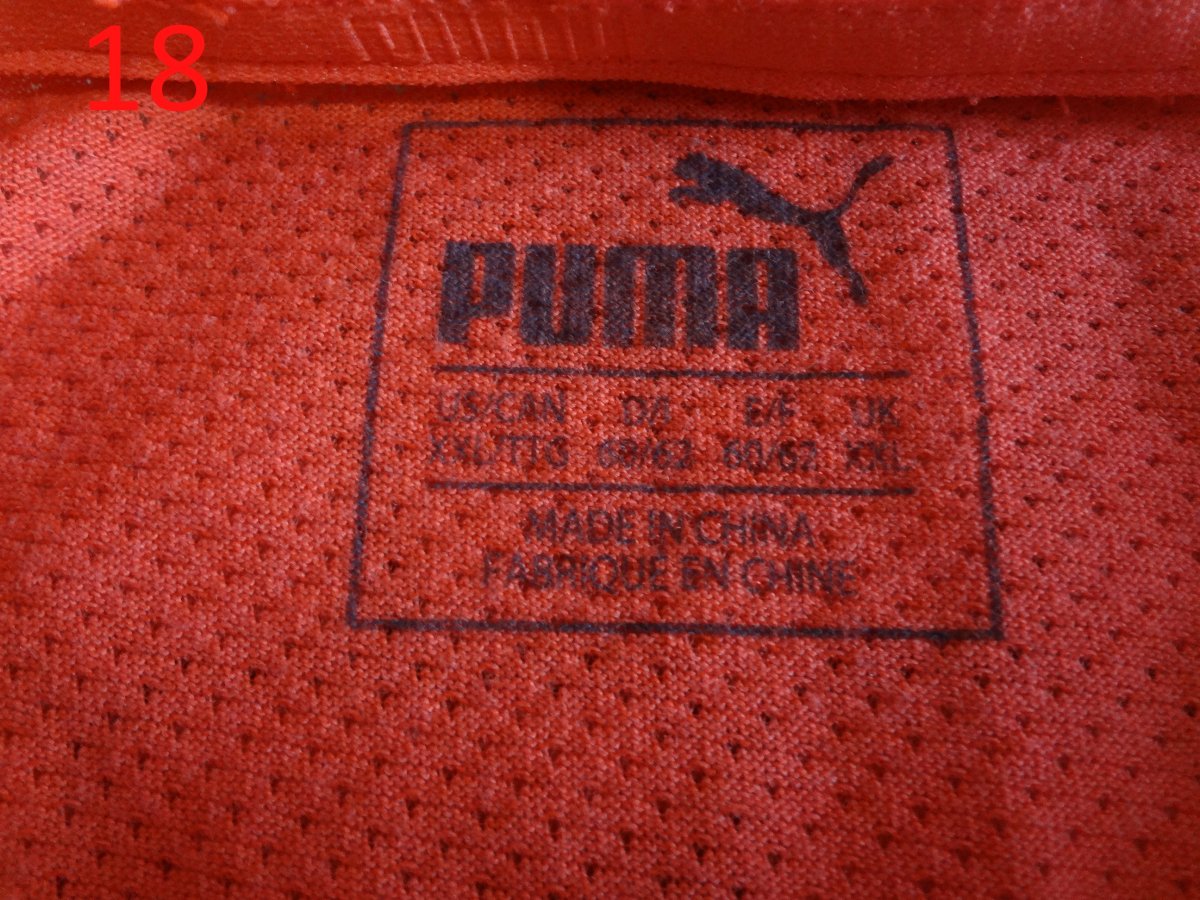 18
PUMA
US/CAN D/I E/F UK
XXL/TTG 60/62 60/62 XXL
MADE IN CHINA
FABRIQUE EN CHINE